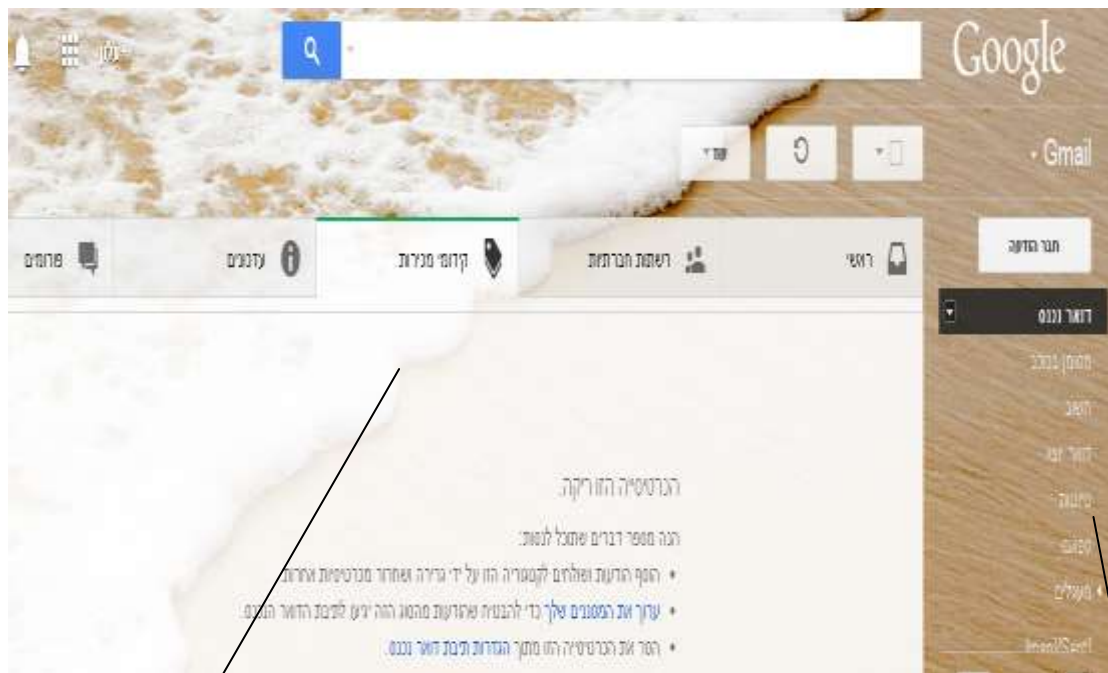 Google
Gmail
עוד
חבר הודעה
ראשי
רשתות חברתיות
קידומי מכירות
עדכונים
פורומים
דואר נכנס
מסומן בכוכב
חשוב
דואר יוצא
טיוטות
מעגלים
הכרטיסייה הזו ריקה.
הנה מספר דברים שתוכל לנסות:
הוסף הודעות ושולחים לקטגוריה הזו על ידי גרירה ושחרור מכרטיסיות אחרות.
ערוך את המסננים שלך כדי להבטיח שהודעות מהסוג הזה יגיעו לתיבת הדואר הנכנס.
הסר את הכרטיסייה הזו מתוך הגדרות תיבת דואר נכנס.